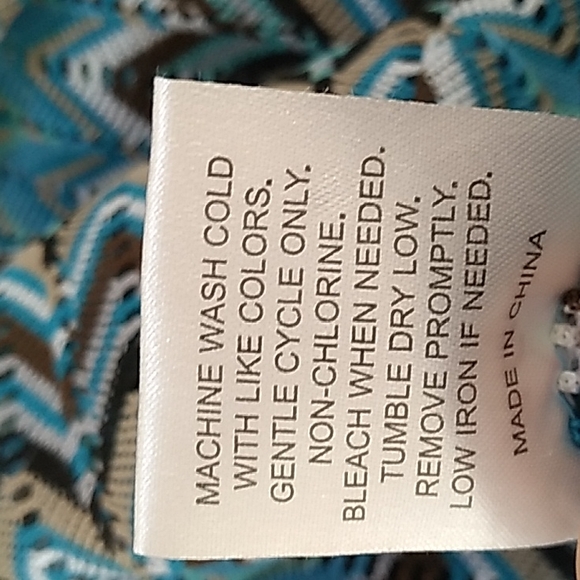 MACHINE WASH COLD
WITH LIKE COLORS.
GENTLE CYCLE ONLY.
NON-CHLORINE.
BLEACH WHEN NEEDED.
TUMBLE DRY LOW.
REMOVE PROMPTLY.
LOW IRON IF NEEDED.
MADE IN CHINA